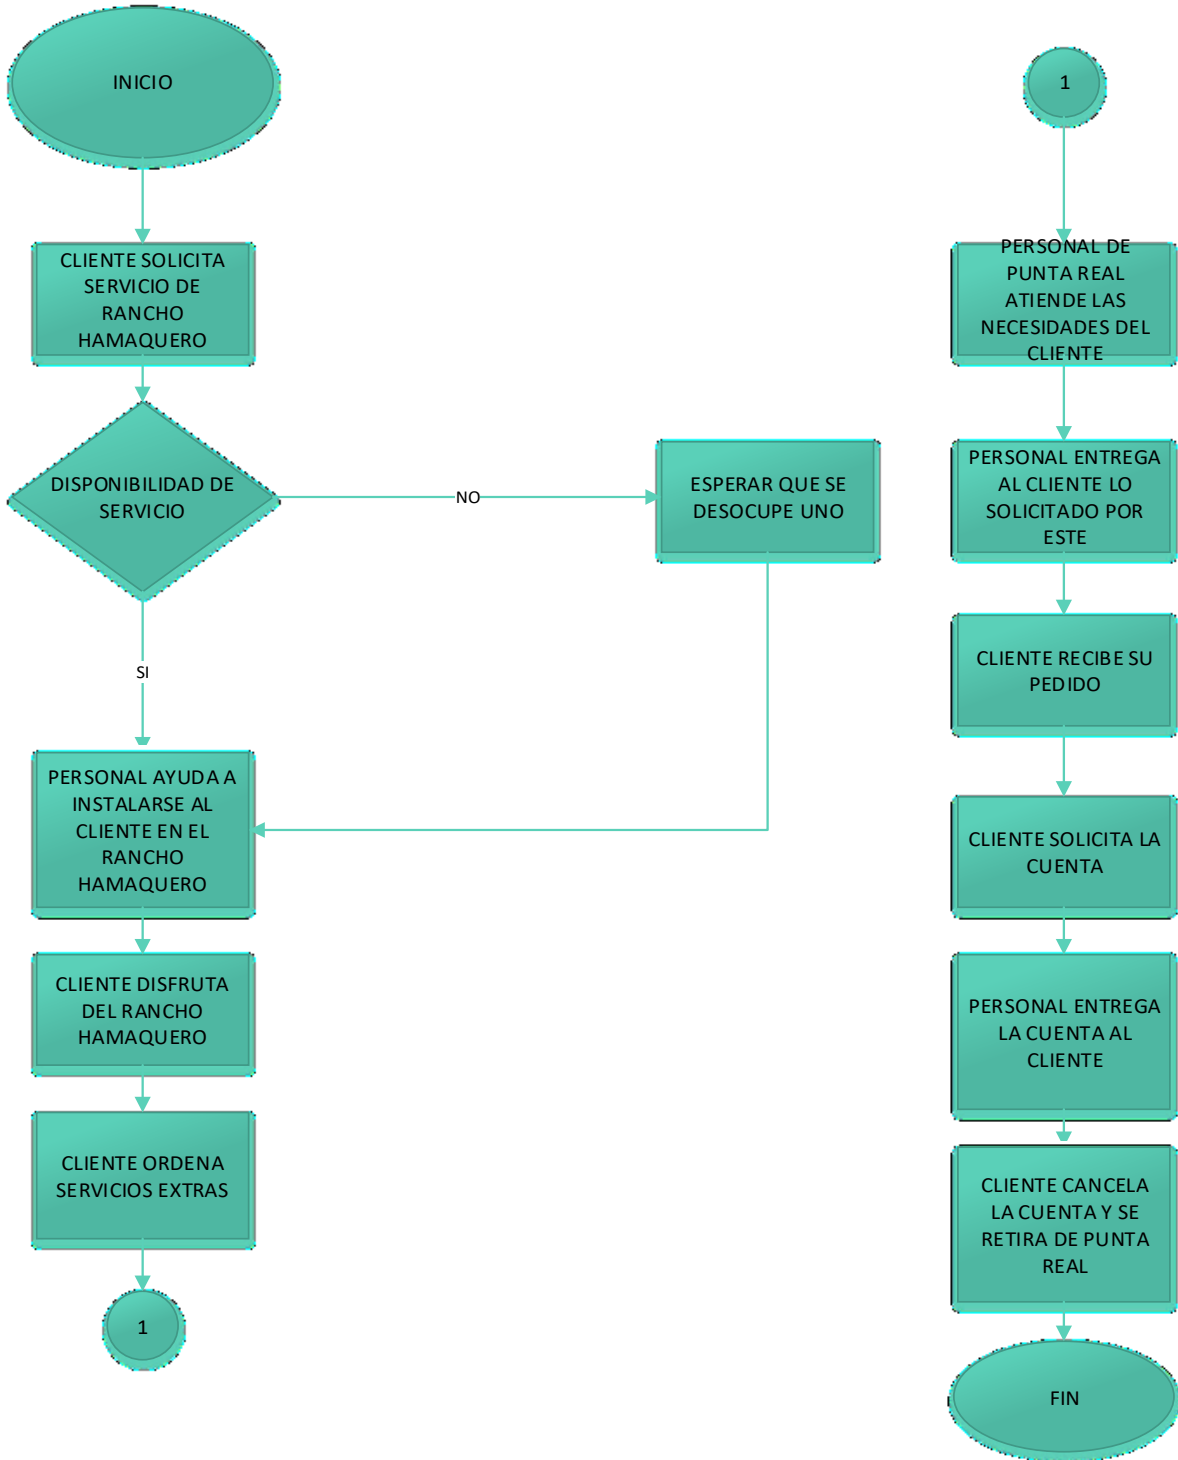 INICIO
CLIENTE SOLICITA
SERVICIO DE
RANCHO
HAMAQUERO
DISPONIBILIDAD DE
SERVICIO
NO
ESPERAR QUE SE
DESOCUPE UNO
SI
PERSONAL AYUDA A
INSTALARSE AL
CLIENTE EN EL
RANCHO
HAMAQUERO
CLIENTE DISFRUTA
DEL RANCHO
HAMAQUERO
CLIENTE ORDENA
SERVICIOS EXTRAS
1
1
PERSONAL DE
PUNTA REAL
ATIENDE LAS
NECESIDADES DEL
CLIENTE
PERSONAL ENTREGA
AL CLIENTE LO
SOLICITADO POR
ESTE
CLIENTE RECIBE SU
PEDIDO
CLIENTE SOLICITA LA
CUENTA
PERSONAL ENTREGA
LA CUENTA AL
CLIENTE
CLIENTE CANCELA
LA CUENTA Y SE
RETIRA DE PUNTA
REAL
FIN